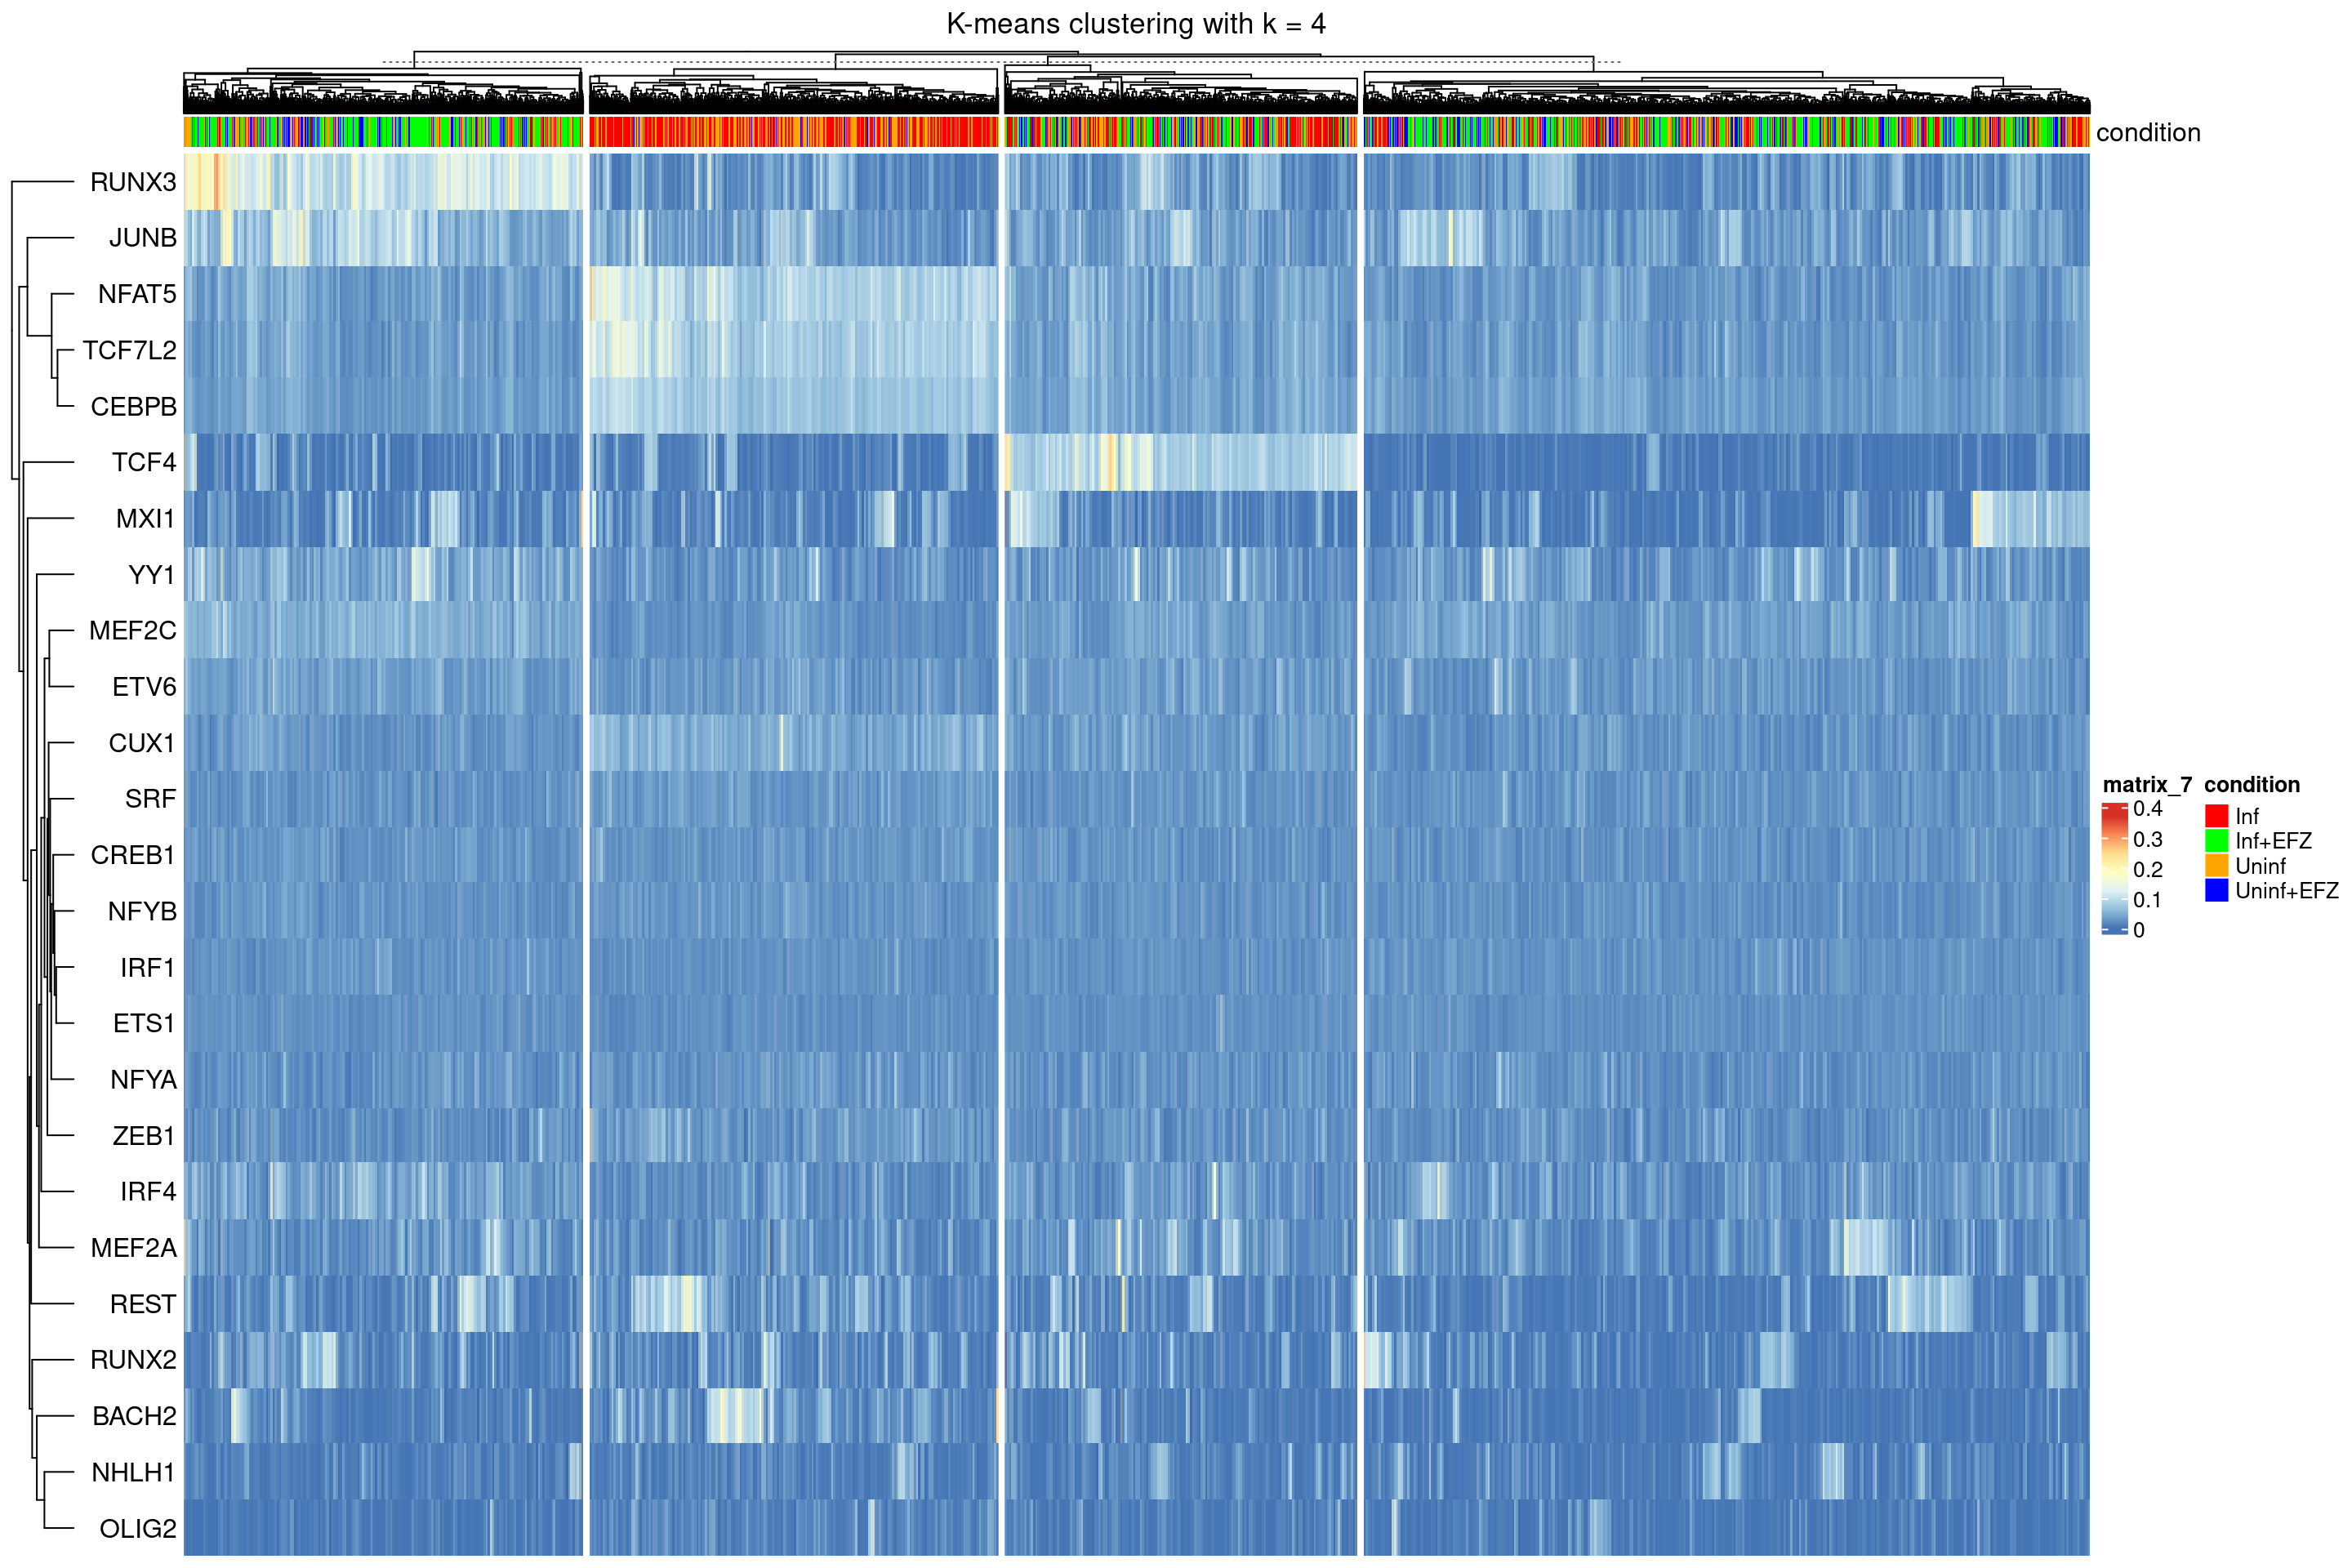 K-means clustering with k = 4
condition
RUNX3
JUNB
NFAT5
TCF7L2
CEBPB
TCF4
MXI1
YY1
MEF2C
ETV6
CUX1
SRF
CREB1
NFYB
IRF1
ETS1
NFYA
ZEB1
IRF4
MEF2A
REST
RUNX2
BACH2
NHLH1
OLIG2
matrix_7
0.4
0.3
0.2
0.1
0
condition
Inf
Inf+EFZ
Uninf
Uninf+EFZ